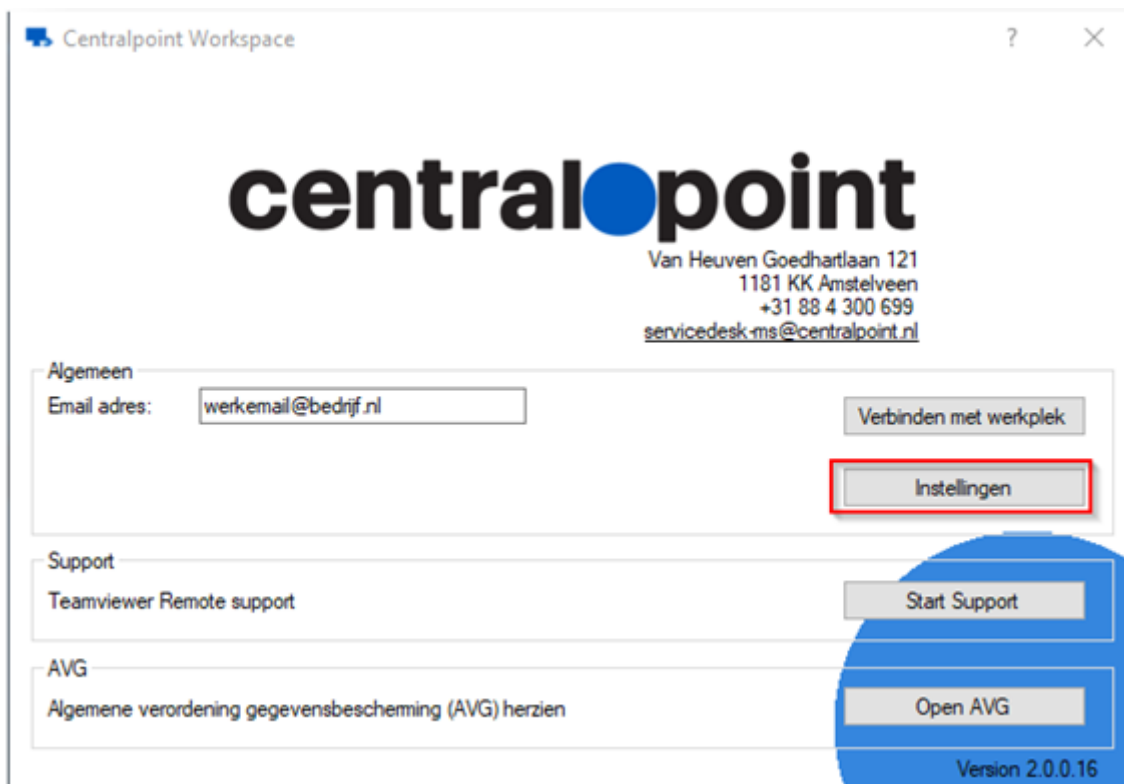 Centralpoint Workspace
?
centralpoint
Van Heuven Goedhartlaan 121
1181 KK Amstelveen
+31 88 4 300 699
servicedesk-ms@centralpoint.nl
Algemeen
Email adres: werkemail@bedrijf.nl
Verbinden met werkplek
Instellingen
Support
Teamviewer Remote support
Start Support
AVG
Algemene verordening gegevensbescherming (AVG) herzien
Open AVG
Version 2.0.0.16